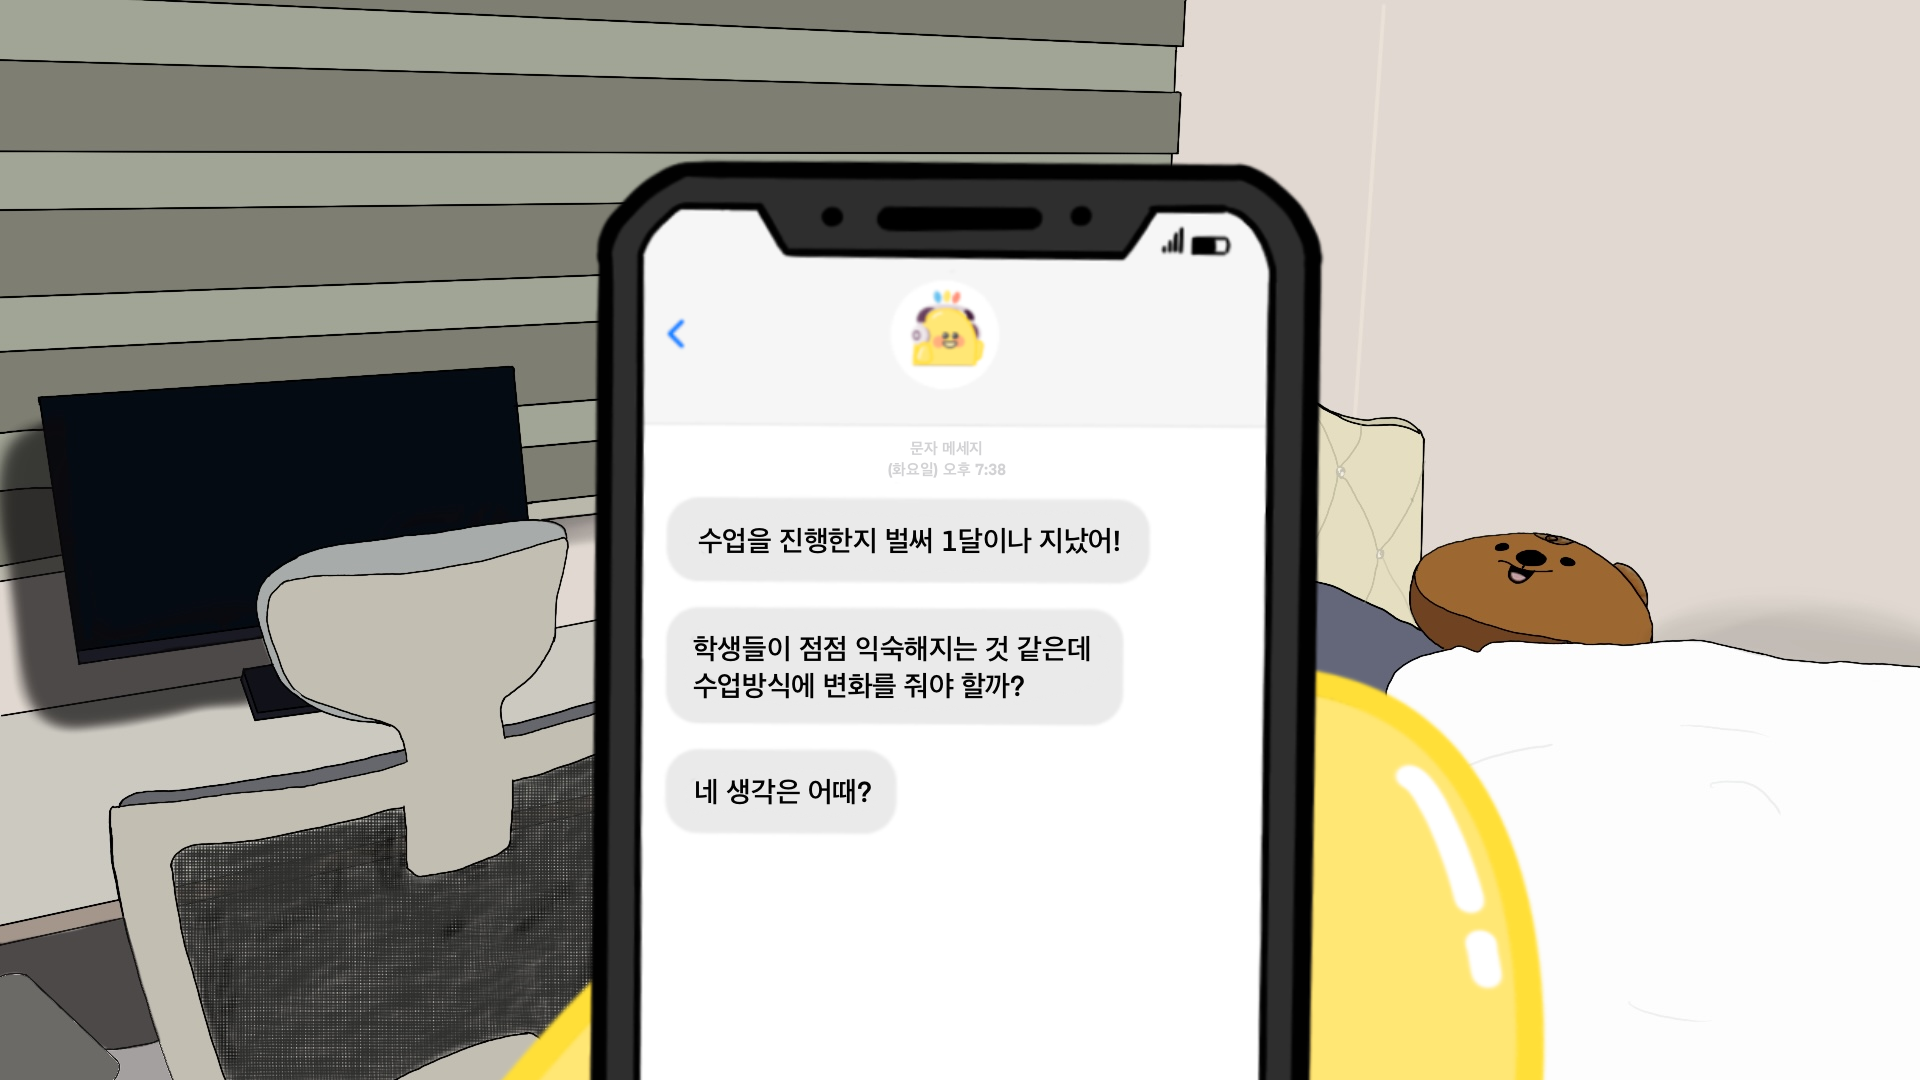 문자 메세지
(화요일) 오후 7:38
수업을 진행한지 벌써 1달이나 지났어!
학생들이 점점 익숙해지는 것 같은데
수업방식에 변화를 줘야 할까?
네 생각은 어때?